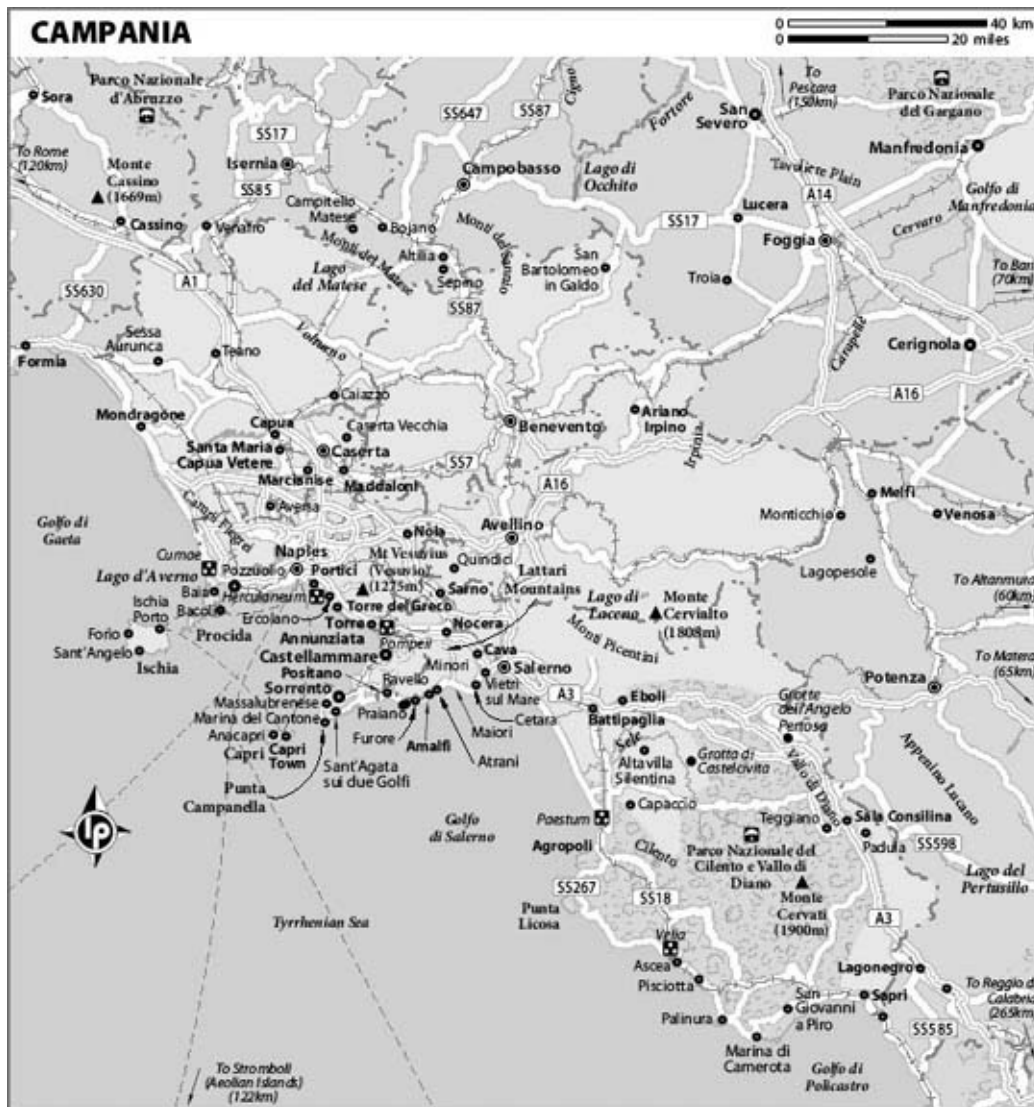 CAMPANIA
0 40 km
0 20 miles
Parco Nazionale
d'Abruzzo
Sora
To Rome
(120km)
Monte
Cassino
(1669m)
Cassino
SS17
Isernia
SS85
Venafro
SS647
SS87
Cigno
Campobasso
Campitello
Matese
Bojano
Monti del Matese
Lago
del Matese
Altilia
Sepino
Monti del Sannio
SS87
Fortore
Lago di
Occhito
San
Bartolomeo
in Galdo
To
Pescara
(150km)
San
Severo
Parco Nazionale
del Gargano
Manfredonia
Tavoliere Plain
A14
Golfo di
Manfredonia
Lucera
SS17
Foggia
Cervaro
Troia
To Bari
(70km)
Carapelle
Cerignola
A16
SS630
A1
Formia
Sessa
Aurunca
Teano
Volturno
Caiazzo
Mondragone
Capua
Caserta Vecchia
Santa Maria
Capua Vetere
Caserta
Marcianise
Maddaloni
SS7
Benevento
Ariano
Irpino
Irpinia
A16
Aversa
Golfo di
Gaeta
Campi Flegrei
Nola
Avellino
Monticchio
Melfi
Venosa
Lagopesole
Cumae
Naples
Mt Vesuvius
(Vesuvio)
(1275m)
Quindici
Lattari
Mountains
Lago d'Averno
Pozzuolio
Portici
Baia
Herculaneum
Sarno
Bacoli
Ercolano
Torre del Greco
Lago di
Laceno
Monte
Cervialto
(1808m)
To Altanmura
(60km)
Ischia
Porto
Forio
Procida
Torre
Annunziata
Pompeii
Nocera
Monti Picentini
Sant'Angelo
Ischia
Castellammare
Cava
Minori
Salerno
Positano
Ravello
To Matera
(65km)
Potenza
Sorrento
Massalubrense
Vietri
sul Mare
A3
Eboli
Battipaglia
Grotte
dell'Angelo
Pertosa
Marina del Cantone
Praiano
Cetara
Anacapri
Furore
Amalfi
Maiori
Sele
Capri
Capri
Town
Atrani
Altavilla
Silentina
Grotta di
Castelcivita
Vallo di Diano
Appenino Lucano
Sant'Agata
sui due Golfi
Punta
Campanella
Capaccio
lp
Golfo
di Salerno
Paestum
Teggiano
Sala Consilina
Padula
Agropoli
Cilento
Parco Nazionale del
Cilento e Vallo di
Diano
SS598
Lago del
Pertusillo
SS267
SS18
Monte
Cervati
(1900m)
Punta
Licosa
A3
Tyrrhenian Sea
Velia
Ascea
Pisciotta
Lagonegro
San
Giovanni
a Piro
Sapri
To Reggio di
Calabria
(265km)
Palinura
SS585
Marina di
Camerota
Golfo di
Policastro
To Stromboli
(Aeolian Islands)
(122km)